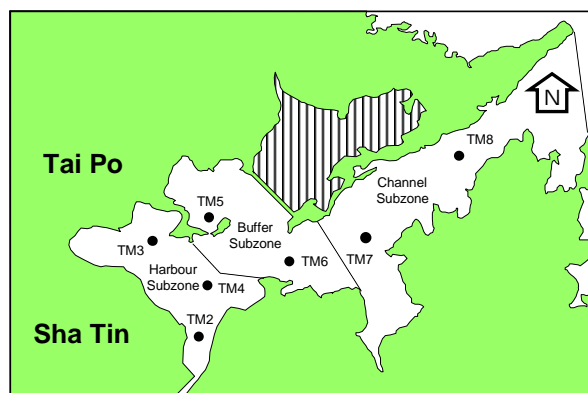 N
TM8
Tai Po
Channel
Subzone
TM5
Buffer
Subzone
TM3
TM6
TM7
Harbour
Subzone
TM4
Sha Tin
TM2